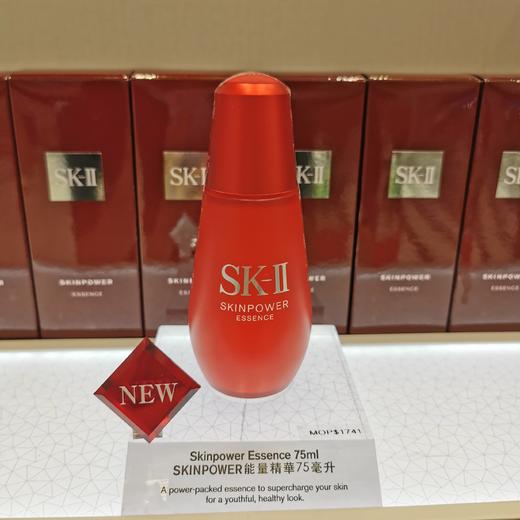 SK-II
SKINPOWER
ESSENCE
SK-II
SKINPOWER
ESSENCE
SK-II
SKINPOWER
ESSENCE
SK-II
SKINPOWER
ESSENCE
SK-II
SKINPOWER
ESSENCE
NEW
MOP$1741
Skinpower Essence 75ml
SKINPOWER能量精華75毫升
A power-packed essence to supercharge your skin
for a youthful, healthy look.